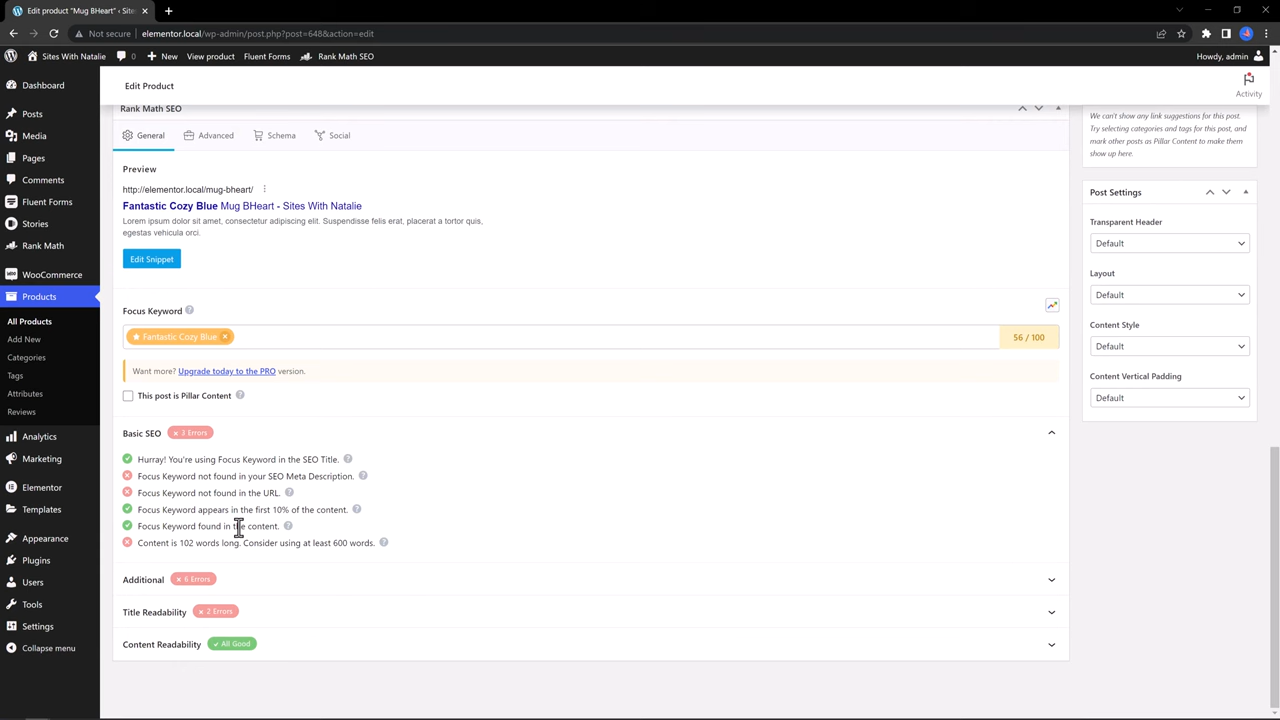 Edit product "Mug BHeart" ‹ Site
Not secure
elementor.local/wp-admin/post.php?post=648&action=edit
Sites With Natalie
0
New
View product
Fluent Forms
Rank Math SEO
Howdy, admin
Dashboard
Posts
Media
Pages
Comments
Fluent Forms
Stories
Rank Math
WooCommerce
Products
All Products
Add New
Categories
Tags
Attributes
Reviews
Analytics
Marketing
Elementor
Templates
Appearance
Plugins
Users
Tools
Settings
Collapse menu
Edit Product
Activity
Rank Math SEO
General
Advanced
Schema
Social
Preview
http://elementor.local/mug-bheart/
Fantastic Cozy Blue Mug BHeart - Sites With Natalie
Lorem ipsum dolor sit amet, consectetur adipiscing elit. Suspendisse felis erat, placerat a tortor quis,
egestas vehicula orci.
Edit Snippet
Focus Keyword
Fantastic Cozy Blue
56 / 100
Want more? Upgrade today to the PRO version.
This post is Pillar Content
Basic SEO
3 Errors
Hurray! You're using Focus Keyword in the SEO Title.
Focus Keyword not found in your SEO Meta Description.
Focus Keyword not found in the URL.
Focus Keyword appears in the first 10% of the content.
Focus Keyword found in the content.
Content is 102 words long. Consider using at least 600 words.
Additional
6 Errors
Title Readability
2 Errors
Content Readability
All Good
We can't show any link suggestions for this post.
Try selecting categories and tags for this post, and
mark other posts as Pillar Content to make them
show up here.
Post Settings
Transparent Header
Default
Layout
Default
Content Style
Default
Content Vertical Padding
Default